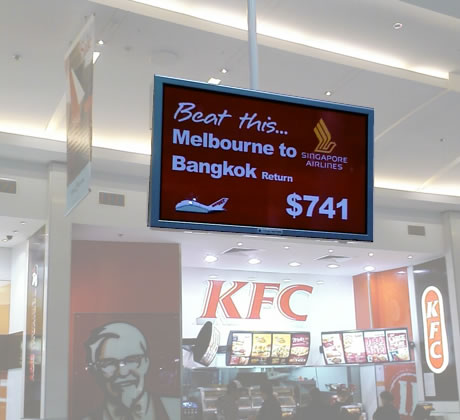 Beat this...
Melbourne to
SINGAPORE
AIRLINES
Bangkok Return
$741
KFC
KFC